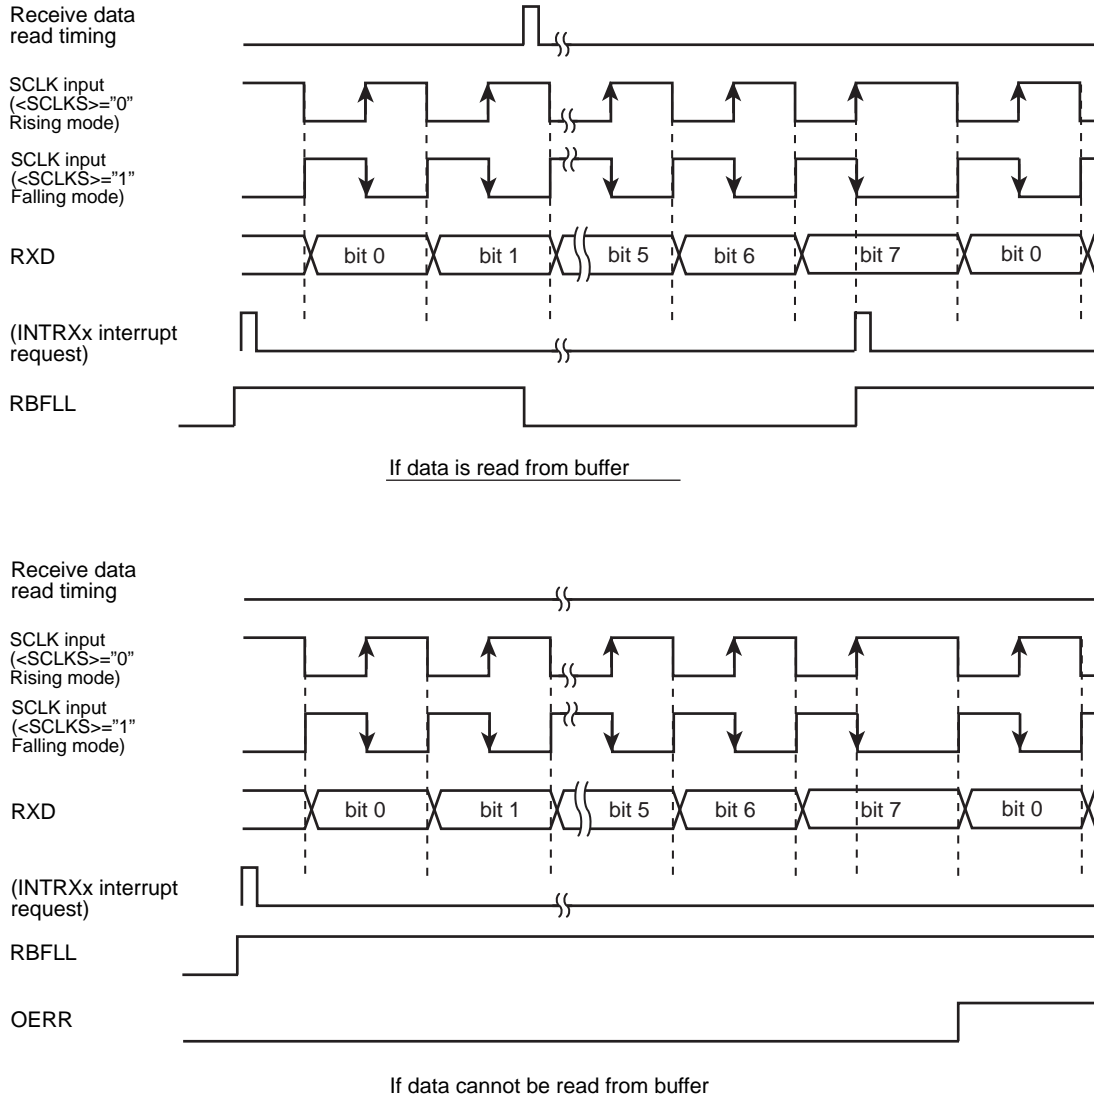 Receive data
read timing
SCLK input
(<SCLKS>="0"
Rising mode)
SCLK input
(<SCLKS>="1"
Falling mode)
RXD
bit 0
bit 1
bit 5
bit 6
bit 7
bit 0
(INTRXx interrupt
request)
RBFLL
If data is read from buffer
Receive data
read timing
SCLK input
(<SCLKS>="0"
Rising mode)
SCLK input
(<SCLKS>="1"
Falling mode)
RXD
bit 0
bit 1
bit 5
bit 6
bit 7
bit 0
(INTRXx interrupt
request)
RBFLL
OERR
If data cannot be read from buffer